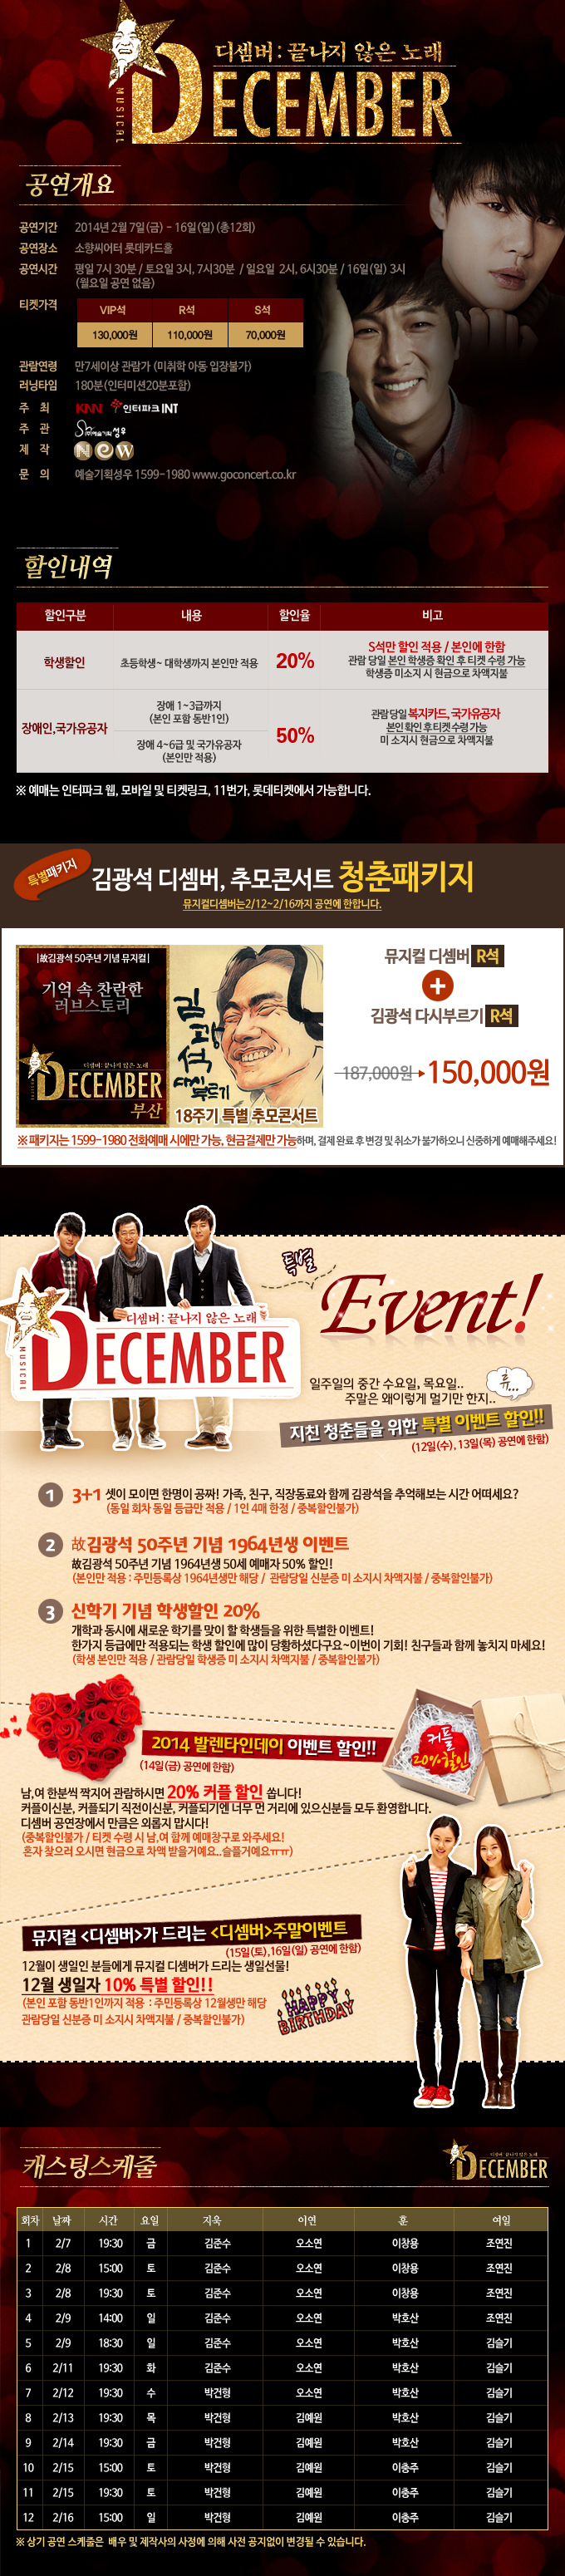 디셈버: 끝나지 않은 노래
MUSICAL
DECEMBER
공연개요
공연기간 2014년 2월 7일(금) - 16일(일)(총12회)
공연장소 소향씨어터 롯데카드홀
공연시간 평일 7시 30분 / 토요일 3시, 7시30분 / 일요일 2시, 6시30분 / 16일(일) 3시
(월요일 공연 없음)
티켓가격 VIP석 R석 S석
130,000원 110,000원 70,000원
관람연령 만7세이상 관람가 (미취학 아동 입장불가)
러닝타임 180분(인터미션20분포함)
주 최 KNN 인터파크INT
주 관 (주)예술기획성우
제 작 NEW
문 의 예술기획성우 1599-1980 www.goconcert.co.kr
할인내역
할인구분 내용 할인율 비고
학생할인 초등학생~ 대학생까지 본인만 적용 20%
S석만 할인 적용 / 본인에 한함
관람 당일 본인 학생증 확인 후 티켓 수령 가능
학생증 미소지 시 현금으로 차액지불
장애인,국가유공자
장애 1~3급까지
(본인 포함 동반1인)
장애 4~6급 및 국가유공자
(본인만 적용)
50%
관람당일 복지카드, 국가유공자
본인확인 후 티켓수령 가능
미 소지시 현금으로 차액지불
※ 예매는 인터파크 웹, 모바일 및 티켓링크, 11번가, 롯데티켓에서 가능합니다.
특별패키지
김광석 디셈버, 추모콘서트 청춘패키지
뮤지컬디셈버는2/12~2/16까지 공연에 한합니다.
|故김광석 50주년 기념 뮤지컬|
기억 속 찬란한
러브스토리
디셈버: 끝나지 않은 노래
DECEMBER
부산
김광석 다시부르기
18주기 특별 추모콘서트
뮤지컬 디셈버 R석
+
김광석 다시부르기 R석
187,000원 150,000원
※ 패키지는 1599-1980 전화예매 시에만 가능, 현금결제만 가능하며, 결제 완료 후 변경 및 취소가 불가하오니 신중하게 예매해주세요!
디셈버: 끝나지 않은 노래
MUSICAL
DECEMBER
특별
Event!
일주일의 중간 수요일, 목요일..
주말은 왜이렇게 멀기만 한지..
휴...
지친 청춘들을 위한 특별 이벤트 할인!!
(12일(수), 13일(목) 공연에 한함)
1 3+1 셋이 모이면 한명이 공짜! 가족, 친구, 직장동료와 함께 김광석을 추억해보는 시간 어떠세요?
(동일 회차 동일 등급만 적용 / 1인 4매 한정 / 중복할인불가)
2 故김광석 50주년 기념 1964년생 이벤트
故김광석 50주년 기념 1964년생 50세 예매자 50% 할인!
(본인만 적용 : 주민등록상 1964년생만 해당 / 관람당일 신분증 미 소지시 차액지불 / 중복할인불가)
3 신학기 기념 학생할인 20%
개학과 동시에 새로운 학기를 맞이 할 학생들을 위한 특별한 이벤트!
한가지 등급에만 적용되는 학생 할인에 많이 당황하셨다구요~이번이 기회! 친구들과 함께 놓치지 마세요!
(학생 본인만 적용 / 관람당일 학생증 미 소지시 차액지불 / 중복할인불가)
2014 발렌타인데이 이벤트 할인!!
(14일(금) 공연에 한함)
커플
20%할인
남,여 한분씩 짝지어 관람하시면 20% 커플 할인 쏩니다!
커플이신분, 커플되기 직전이신분, 커플되기엔 너무 먼 거리에 있으신분들 모두 환영합니다.
디셈버 공연장에서 만큼은 외롭지 맙시다!
(중복할인불가 / 티켓 수령 시 남,여 함께 예매창구로 와주세요!
혼자 찾으러 오시면 현금으로 차액 받을거예요..슬플거예요ㅠㅠ)
뮤지컬 <디셈버>가 드리는 <디셈버>주말이벤트
(15일(토),16일(일) 공연에 한함)
12월이 생일인 분들에게 뮤지컬 디셈버가 드리는 생일선물!
12월 생일자 10% 특별 할인!!
(본인 포함 동반1인까지 적용 : 주민등록상 12월생만 해당
관람당일 신분증 미 소지시 차액지불 / 중복할인불가)
HAPPY
BIRTHDAY
캐스팅스케줄
디셈버: 끝나지 않은 노래
DECEMBER
회차 날짜 시간 요일 지욱 이연 훈 여일
1 2/7 19:30 금 김준수 오소연 이창용 조연진
2 2/8 15:00 토 김준수 오소연 이창용 조연진
3 2/8 19:30 토 김준수 오소연 이창용 조연진
4 2/9 14:00 일 김준수 오소연 박호산 조연진
5 2/9 18:30 일 김준수 오소연 박호산 김슬기
6 2/11 19:30 화 김준수 오소연 박호산 김슬기
7 2/12 19:30 수 박건형 오소연 박호산 김슬기
8 2/13 19:30 목 박건형 김예원 박호산 김슬기
9 2/14 19:30 금 박건형 김예원 박호산 김슬기
10 2/15 15:00 토 박건형 김예원 이충주 김슬기
11 2/15 19:30 토 박건형 김예원 이충주 김슬기
12 2/16 15:00 일 박건형 김예원 이충주 김슬기
※ 상기 공연 스케줄은 배우 및 제작사의 사정에 의해 사전 공지없이 변경될 수 있습니다.